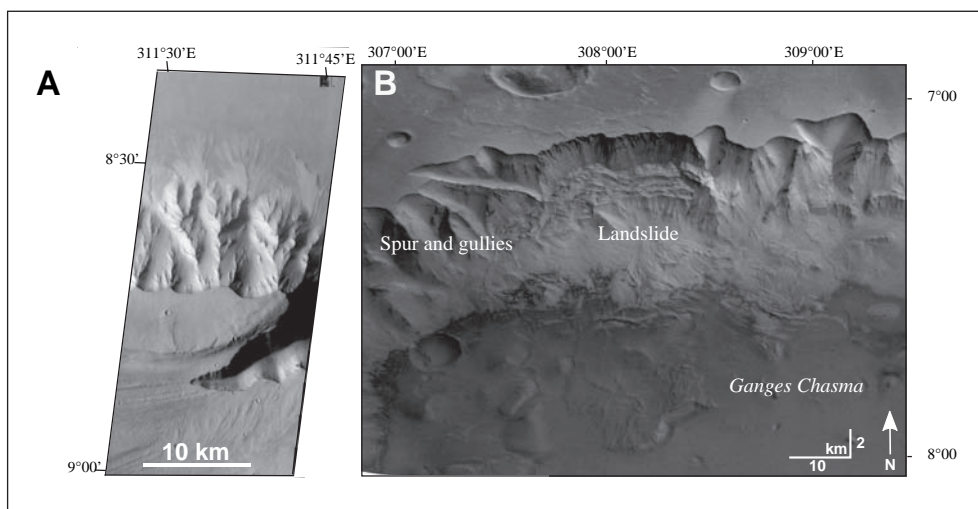 311°30'E
311°45'E
A
8°30'
10 km
9°00'
307°00'E
308°00'E
309°00'E
B
7°00
Spur and gullies
Landslide
Ganges Chasma
km
2
10
N
8°00